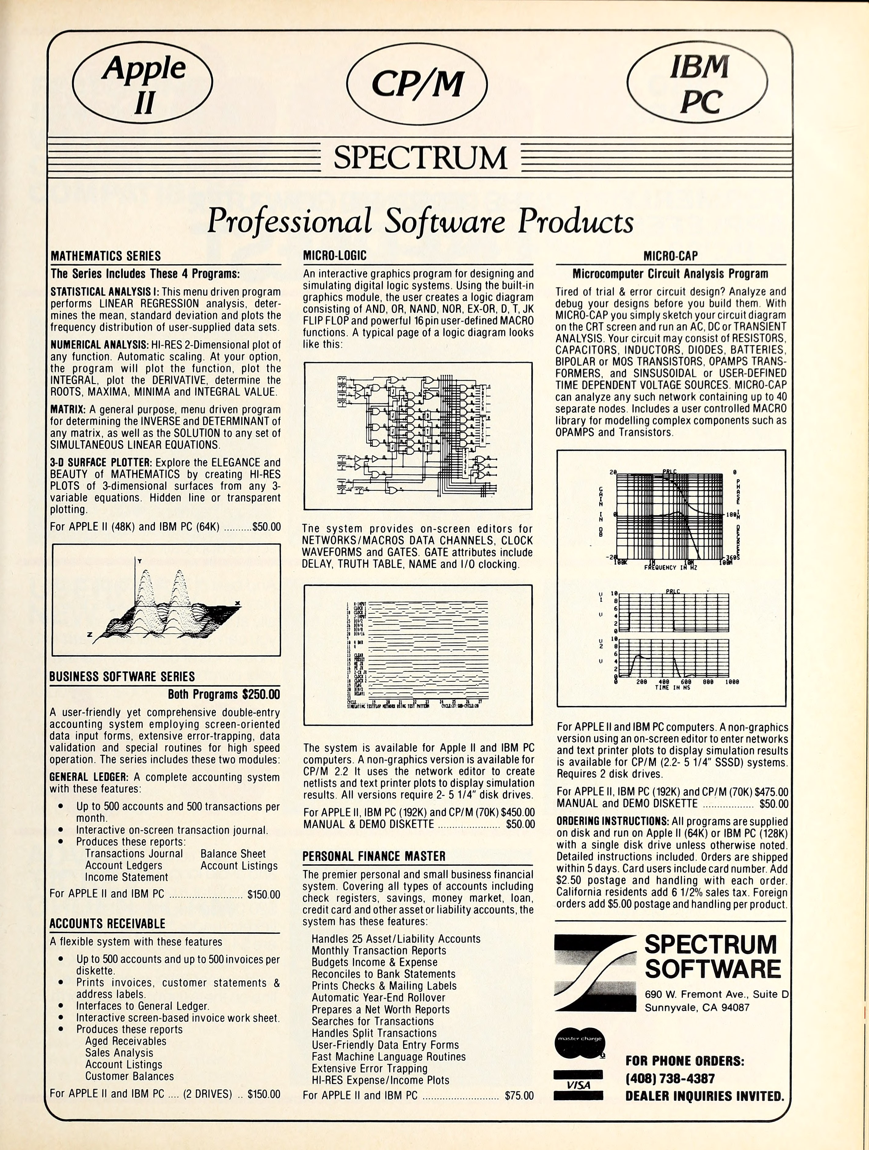 Apple
II
CP/M
IBM
PC
SPECTRUM
Professional Software Products
MATHEMATICS SERIES
The Series Includes These 4 Programs:
STATISTICAL ANALYSIS I: This menu driven program
performs LINEAR REGRESSION analysis, deter-
mines the mean, standard deviation and plots the
frequency distribution of user-supplied data sets.
NUMERICAL ANALYSIS: HI-RES 2-Dimensional plot of
any function. Automatic scaling. At your option,
the program will plot the function, plot the
INTEGRAL, plot the DERIVATIVE, determine the
ROOTS, MAXIMA, MINIMA and INTEGRAL VALUE.
MATRIX: A general purpose, menu driven program
for determining the INVERSE and DETERMINANT of
any matrix, as well as the SOLUTION to any set of
SIMULTANEOUS LINEAR EQUATIONS.
3-D SURFACE PLOTTER: Explore the ELEGANCE and
BEAUTY of MATHEMATICS by creating HI-RES
PLOTS of 3-dimensional surfaces from any 3-
variable equations. Hidden line or transparent
plotting.
For APPLE II (48K) and IBM PC (64K) ..........$50.00
Y
X
Z
BUSINESS SOFTWARE SERIES
Both Programs $250.00
A user-friendly yet comprehensive double-entry
accounting system employing screen-oriented
data input forms, extensive error-trapping, data
validation and special routines for high speed
operation. The series includes these two modules:
GENERAL LEDGER: A complete accounting system
with these features:
• Up to 500 accounts and 500 transactions per
month.
• Interactive on-screen transaction journal.
• Produces these reports:
Transactions Journal Balance Sheet
Account Ledgers Account Listings
Income Statement
For APPLE II and IBM PC .......................... $150.00
ACCOUNTS RECEIVABLE
A flexible system with these features
• Up to 500 accounts and up to 500 invoices per
diskette.
• Prints invoices, customer statements &
address labels.
• Interfaces to General Ledger.
• Interactive screen-based invoice work sheet.
• Produces these reports
Aged Receivables
Sales Analysis
Account Listings
Customer Balances
For APPLE II and IBM PC .... (2 DRIVES) .. $150.00
MICRO-LOGIC
An interactive graphics program for designing and
simulating digital logic systems. Using the built-in
graphics module, the user creates a logic diagram
consisting of AND, OR, NAND, NOR, EX-OR, D, T, JK
FLIP FLOP and powerful 16 pin user-defined MACRO
functions. A typical page of a logic diagram looks
like this:
Tne system provides on-screen editors for
NETWORKS/MACROS DATA CHANNELS, CLOCK
WAVEFORMS and GATES. GATE attributes include
DELAY, TRUTH TABLE, NAME and I/O clocking.
The system is available for Apple II and IBM PC
computers. A non-graphics version is available for
CP/M 2.2 It uses the network editor to create
netlists and text printer plots to display simulation
results. All versions require 2- 5 1/4" disk drives.
For APPLE II, IBM PC (192K) and CP/M (70K) $450.00
MANUAL & DEMO DISKETTE ...................... $50.00
PERSONAL FINANCE MASTER
The premier personal and small business financial
system. Covering all types of accounts including
check registers, savings, money market, loan,
credit card and other asset or liability accounts, the
system has these features:
Handles 25 Asset/Liability Accounts
Monthly Transaction Reports
Budgets Income & Expense
Reconciles to Bank Statements
Prints Checks & Mailing Labels
Automatic Year-End Rollover
Prepares a Net Worth Reports
Searches for Transactions
Handles Split Transactions
User-Friendly Data Entry Forms
Fast Machine Language Routines
Extensive Error Trapping
HI-RES Expense/Income Plots
For APPLE II and IBM PC ........................... $75.00
MICRO-CAP
Microcomputer Circuit Analysis Program
Tired of trial & error circuit design? Analyze and
debug your designs before you build them. With
MICRO-CAP you simply sketch your circuit diagram
on the CRT screen and run an AC, DC or TRANSIENT
ANALYSIS. Your circuit may consist of RESISTORS,
CAPACITORS, INDUCTORS, DIODES, BATTERIES,
BIPOLAR or MOS TRANSISTORS, OPAMPS TRANS-
FORMERS, and SINSUSOIDAL or USER-DEFINED
TIME DEPENDENT VOLTAGE SOURCES. MICRO-CAP
can analyze any such network containing up to 40
separate nodes. Includes a user controlled MACRO
library for modelling complex components such as
OPAMPS and Transistors.
PRLC
GAIN IN DB
PHASE IN DEGREES
20
0
-20
0
-180
-360
100K 1M 10M 100M
FREQUENCY IN HZ
PRLC
10
8
6
4
2
0
10
8
6
4
2
0
0 200 400 600 800 1000
TIME IN NS
For APPLE II and IBM PC computers. A non-graphics
version using an on-screen editor to enter networks
and text printer plots to display simulation results
is available for CP/M (2.2- 5 1/4" SSSD) systems.
Requires 2 disk drives.
For APPLE II, IBM PC (192K) and CP/M (70K) $475.00
MANUAL and DEMO DISKETTE ................. $50.00
ORDERING INSTRUCTIONS: All programs are supplied
on disk and run on Apple II (64K) or IBM PC (128K)
with a single disk drive unless otherwise noted.
Detailed instructions included. Orders are shipped
within 5 days. Card users include card number. Add
$2.50 postage and handling with each order.
California residents add 6 1/2% sales tax. Foreign
orders add $5.00 postage and handling per product.
SPECTRUM
SOFTWARE
690 W. Fremont Ave., Suite D
Sunnyvale, CA 94087
master charge
VISA
FOR PHONE ORDERS:
(408) 738-4387
DEALER INQUIRIES INVITED.